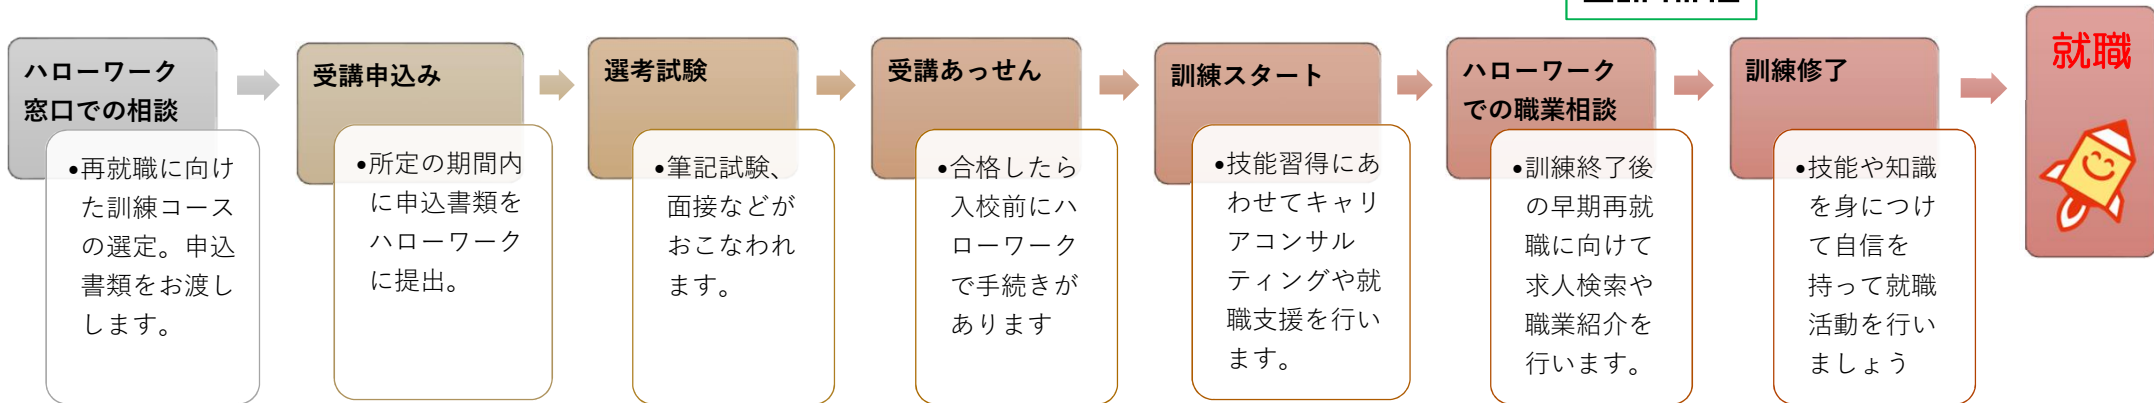 ハローワーク
窓口での相談
•再就職に向け
た訓練コース
の選定。申込
書類をお渡し
します。
受講申込み
•所定の期間内
に申込書類を
ハローワーク
に提出。
選考試験
•筆記試験、
面接などが
おこなわれ
ます。
受講あっせん
•合格したら
入校前にハ
ローワーク
で手続きが
あります
訓練スタート
•技能習得にあ
わせてキャリ
アコンサル
ティングや就
職支援を行い
ます。
ハローワーク
での職業相談
•訓練終了後
の早期再就
職に向けて
求人検索や
職業紹介を
行います。
訓練修了
•技能や知識
を身につけ
て自信を
持って就職
活動を行い
ましょう
就職